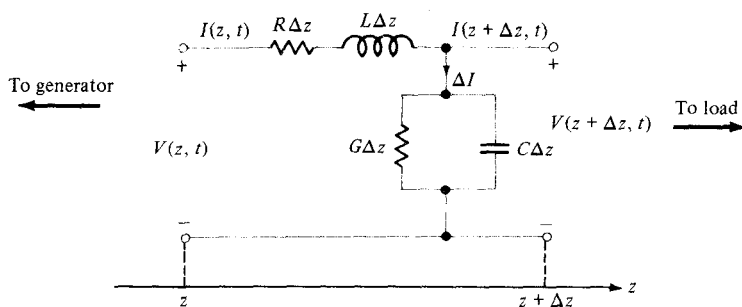 I(z, t) RΔz LΔz I(z + Δz, t)
+ +
To generator ΔI To load
V(z, t) GΔz CΔz V(z + Δz, t)
− −
z z + Δz z